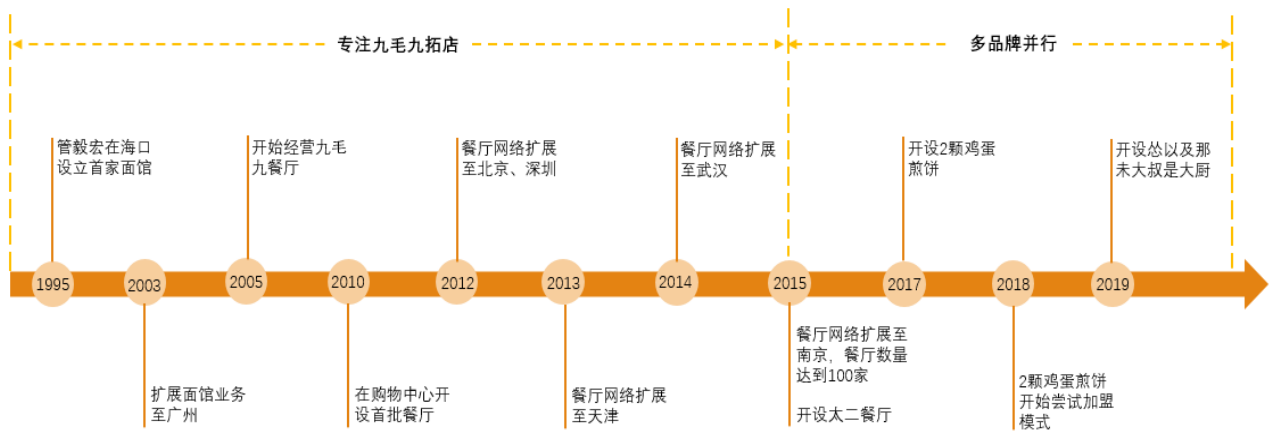 专注九毛九拓店
多品牌并行
管毅宏在海口
设立首家面馆
开始经营九毛
九餐厅
餐厅网络扩展
至北京、深圳
餐厅网络扩展
至武汉
开设2颗鸡蛋
煎饼
开设怂以及那
未大叔是大厨
1995
2003
2005
2010
2012
2013
2014
2015
2017
2018
2019
扩展面馆业务
至广州
在购物中心开
设首批餐厅
餐厅网络扩展
至天津
餐厅网络扩展至
南京，餐厅数量
达到100家
开设太二餐厅
2颗鸡蛋煎饼
开始尝试加盟
模式